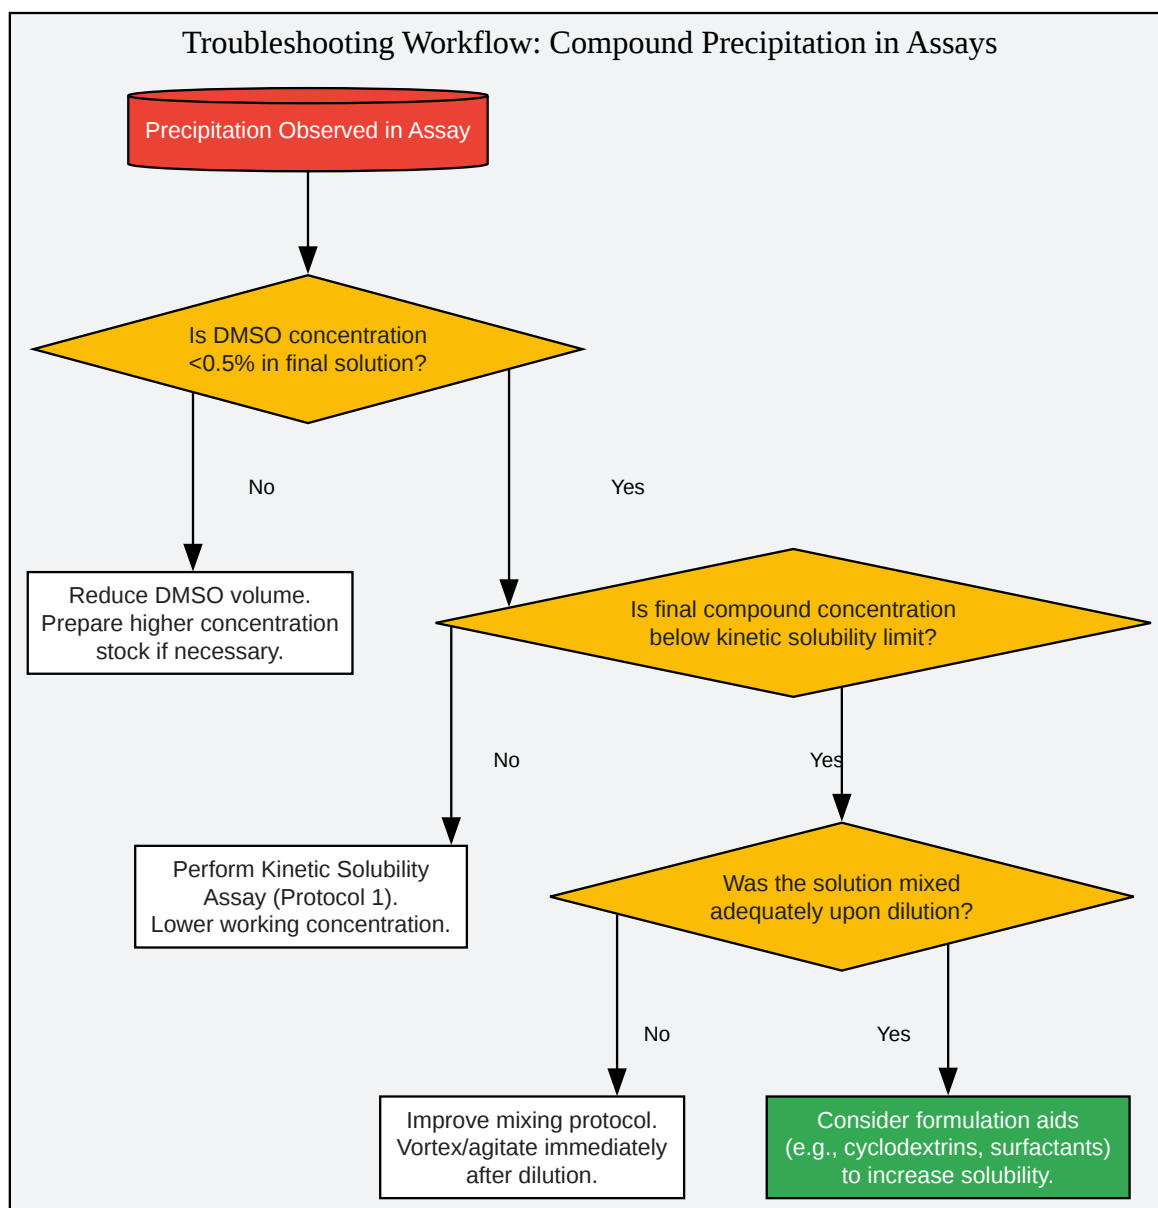 Troubleshooting Workflow: Compound Precipitation in Assays
Precipitation Observed in Assay
Is DMSO concentration
<0.5% in final solution?
No
Yes
Reduce DMSO volume.
Prepare higher concentration
stock if necessary.
Is final compound concentration
below kinetic solubility limit?
No
Yes
Perform Kinetic Solubility
Assay (Protocol 1).
Lower working concentration.
Was the solution mixed
adequately upon dilution?
No
Yes
Improve mixing protocol.
Vortex/agitate immediately
after dilution.
Consider formulation aids
(e.g., cyclodextrins, surfactants)
to increase solubility.